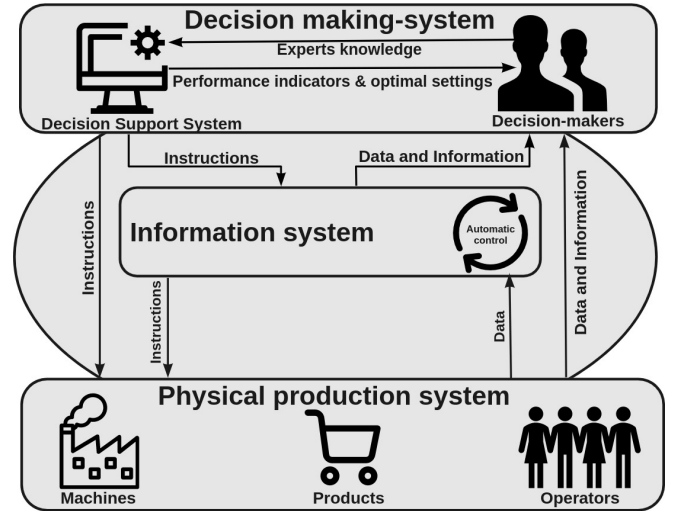 Decision making-system
Experts knowledge
Performance indicators & optimal settings
Decision Support System
Decision-makers
Instructions
Data and Information
Instructions
Information system
Automatic
control
Data and Information
Instructions
Data
Physical production system
Machines
Products
Operators